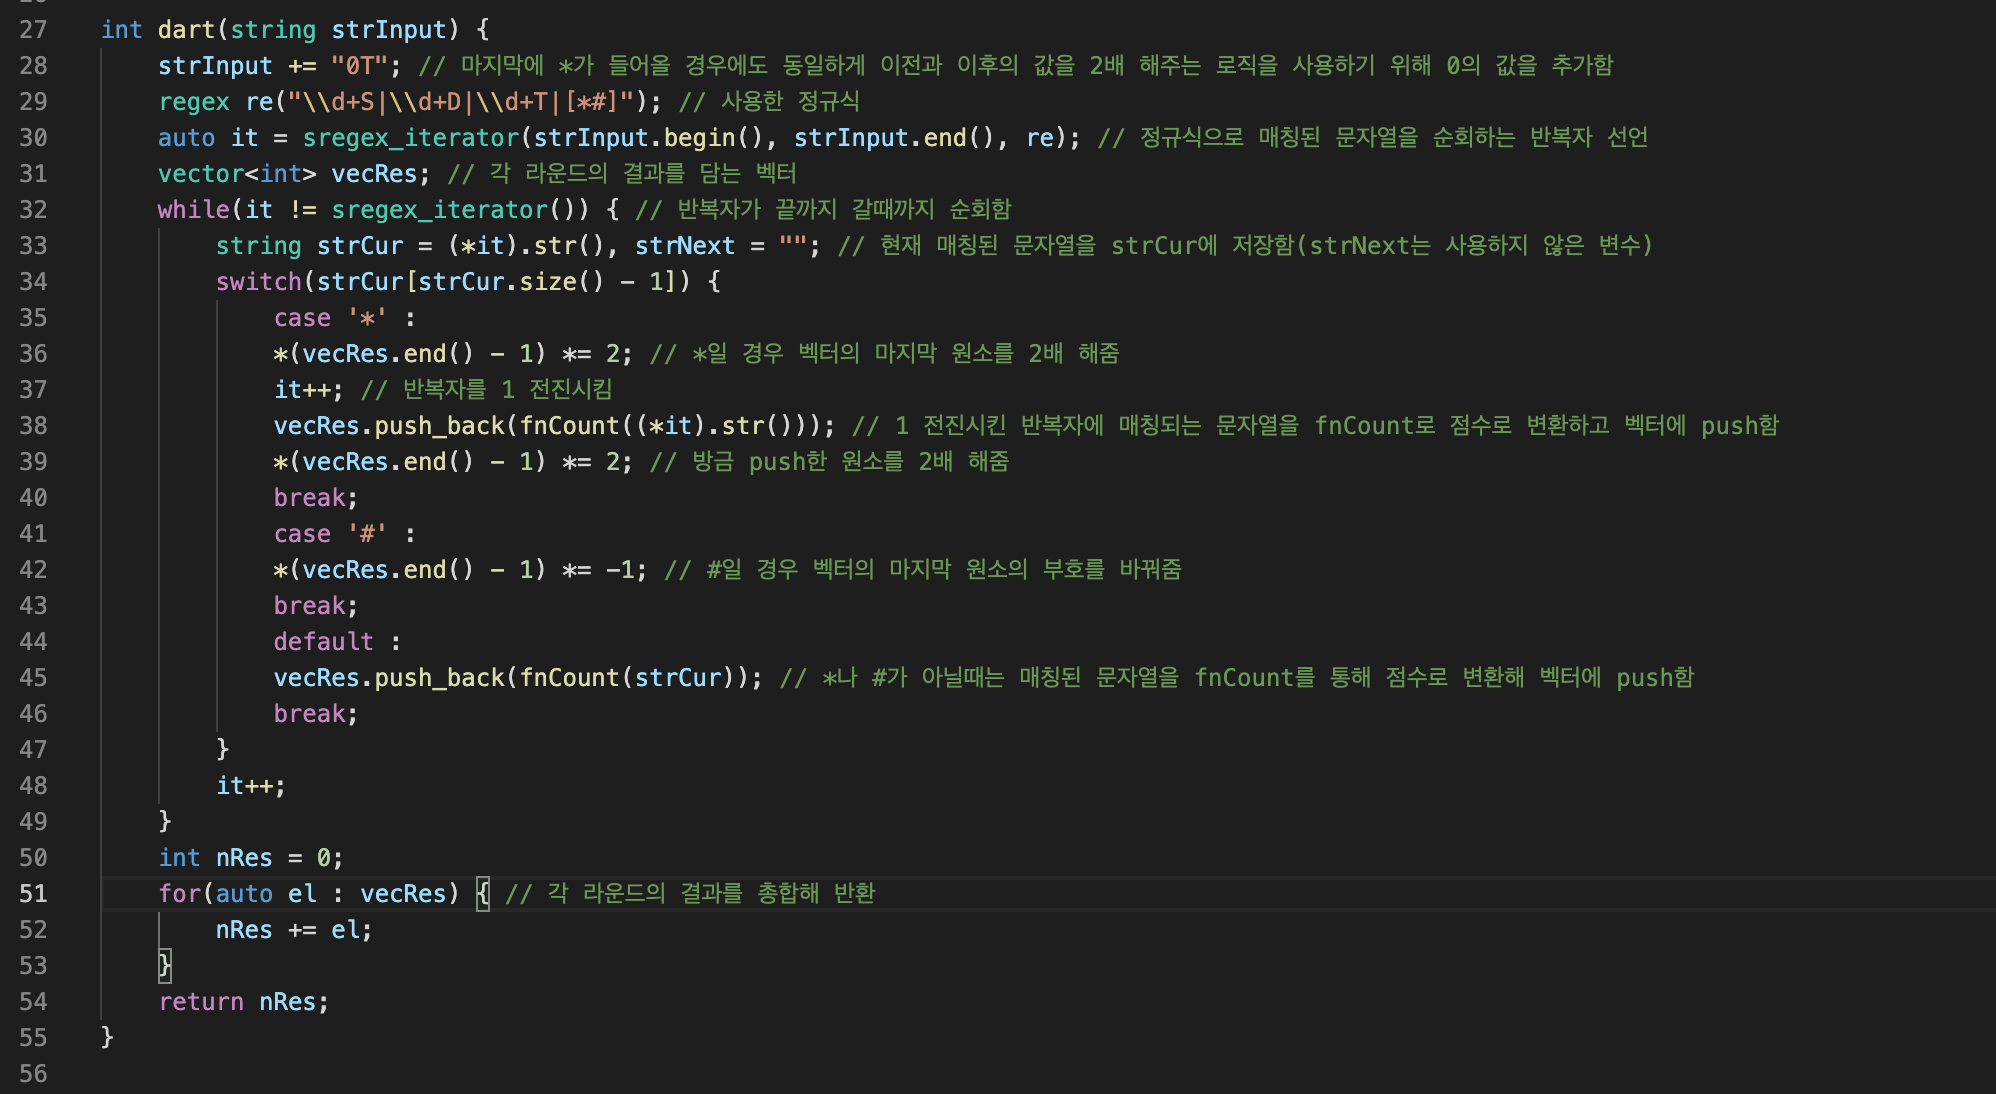 27 int dart(string strInput) {
28 strInput += "0T"; // 마지막에 *가 들어올 경우에도 동일하게 이전과 이후의 값을 2배 해주는 로직을 사용하기 위해 0의 값을 추가함
29 regex re("\\d+S|\\d+D|\\d+T|[*#]"); // 사용한 정규식
30 auto it = sregex_iterator(strInput.begin(), strInput.end(), re); // 정규식으로 매칭된 문자열을 순회하는 반복자 선언
31 vector<int> vecRes; // 각 라운드의 결과를 담는 벡터
32 while(it != sregex_iterator()) { // 반복자가 끝까지 갈때까지 순회함
33 string strCur = (*it).str(), strNext = ""; // 현재 매칭된 문자열을 strCur에 저장함(strNext는 사용하지 않은 변수)
34 switch(strCur[strCur.size() - 1]) {
35 case '*' :
36 *(vecRes.end() - 1) *= 2; // *일 경우 벡터의 마지막 원소를 2배 해줌
37 it++; // 반복자를 1 전진시킴
38 vecRes.push_back(fnCount((*it).str())); // 1 전진시킨 반복자에 매칭되는 문자열을 fnCount로 점수로 변환하고 벡터에 push함
39 *(vecRes.end() - 1) *= 2; // 방금 push한 원소를 2배 해줌
40 break;
41 case '#' :
42 *(vecRes.end() - 1) *= -1; // #일 경우 벡터의 마지막 원소의 부호를 바꿔줌
43 break;
44 default :
45 vecRes.push_back(fnCount(strCur)); // *나 #가 아닐때는 매칭된 문자열을 fnCount를 통해 점수로 변환해 벡터에 push함
46 break;
47 }
48 it++;
49 }
50 int nRes = 0;
51 for(auto el : vecRes) { // 각 라운드의 결과를 총합해 반환
52 nRes += el;
53 }
54 return nRes;
55 }
56